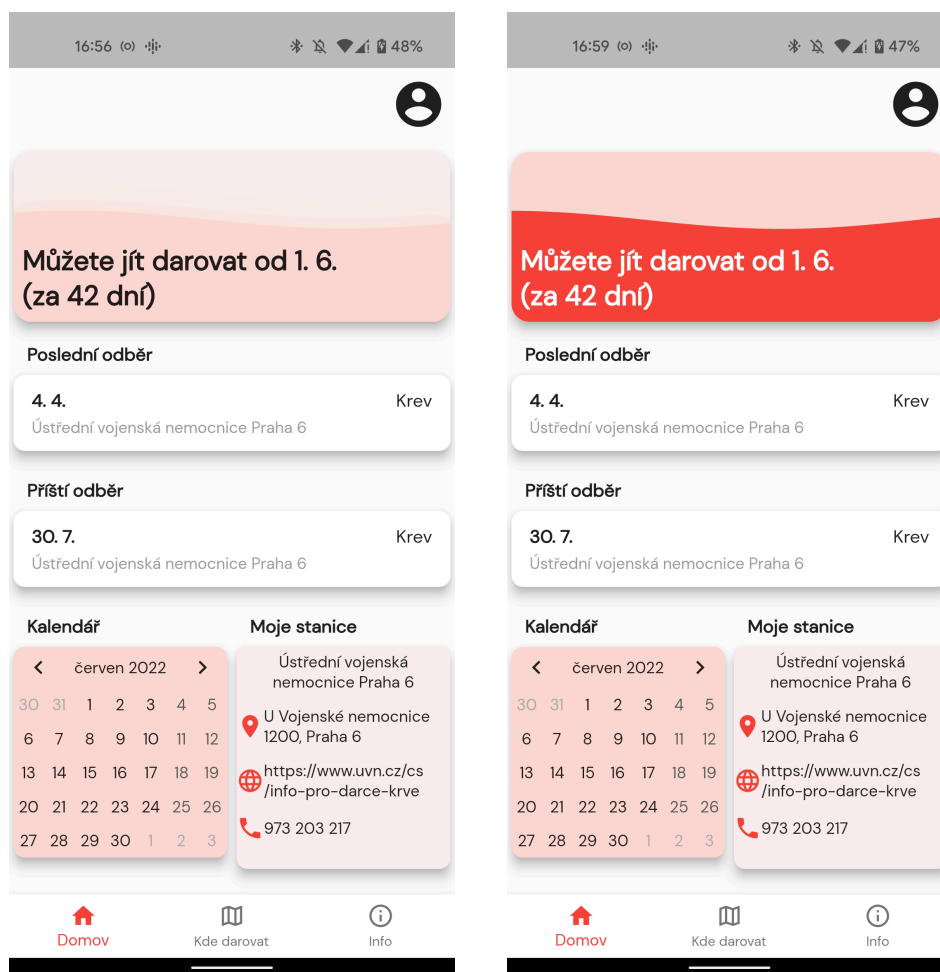 16:56
48%
Můžete jít darovat od 1. 6.
(za 42 dní)
Poslední odběr
4. 4. Krev
Ústřední vojenská nemocnice Praha 6
Příští odběr
30. 7. Krev
Ústřední vojenská nemocnice Praha 6
Kalendář
červen 2022
30 31 1 2 3 4 5
6 7 8 9 10 11 12
13 14 15 16 17 18 19
20 21 22 23 24 25 26
27 28 29 30 1 2 3
Moje stanice
Ústřední vojenská
nemocnice Praha 6
U Vojenské nemocnice
1200, Praha 6
https://www.uvn.cz/cs
/info-pro-darce-krve
973 203 217
Domov
Kde darovat
Info
16:59
47%
Můžete jít darovat od 1. 6.
(za 42 dní)
Poslední odběr
4. 4. Krev
Ústřední vojenská nemocnice Praha 6
Příští odběr
30. 7. Krev
Ústřední vojenská nemocnice Praha 6
Kalendář
červen 2022
30 31 1 2 3 4 5
6 7 8 9 10 11 12
13 14 15 16 17 18 19
20 21 22 23 24 25 26
27 28 29 30 1 2 3
Moje stanice
Ústřední vojenská
nemocnice Praha 6
U Vojenské nemocnice
1200, Praha 6
https://www.uvn.cz/cs
/info-pro-darce-krve
973 203 217
Domov
Kde darovat
Info